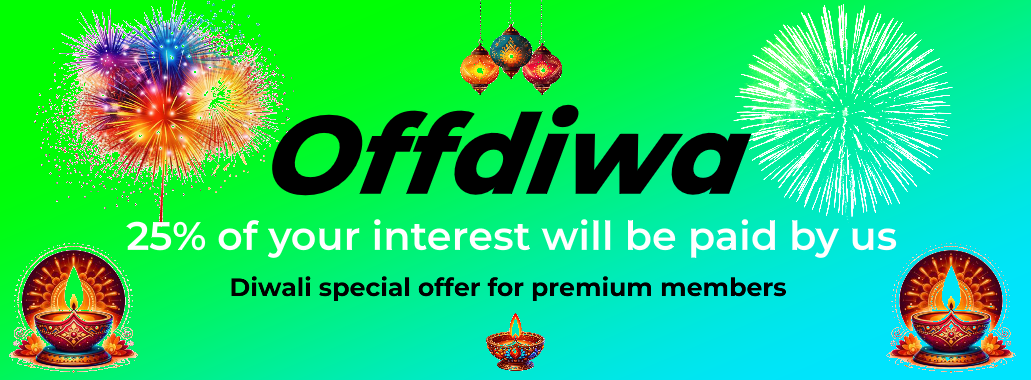 Offdiwa
25% of your interest will be paid by us
Diwali special offer for premium members